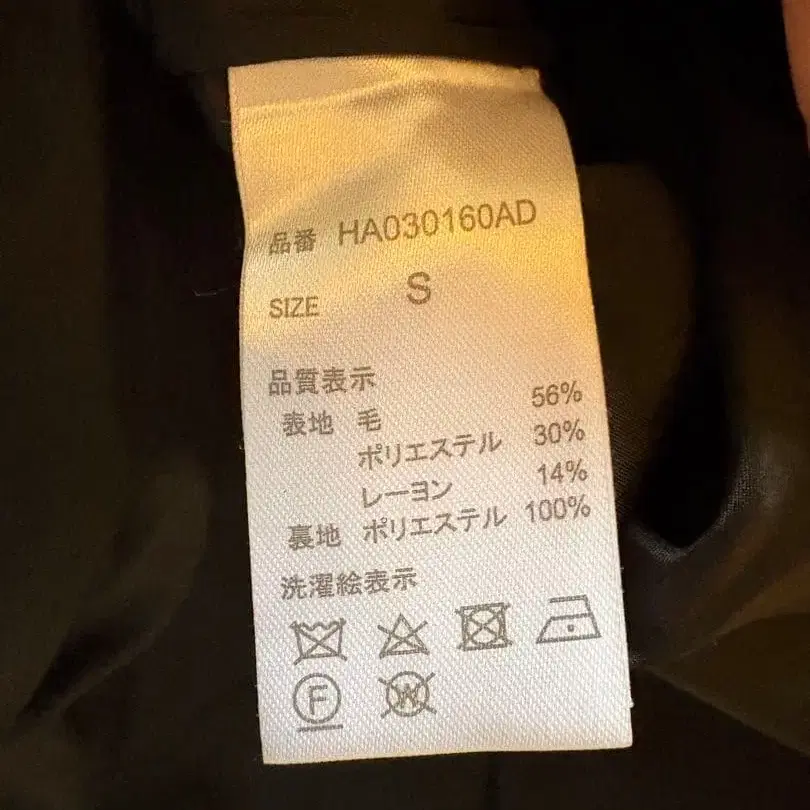 品番 HA030160AD
SIZE S
品質表示
表地 毛 56%
ポリエステル 30%
レーヨン 14%
裏地 ポリエステル 100%
洗濯絵表示
F W